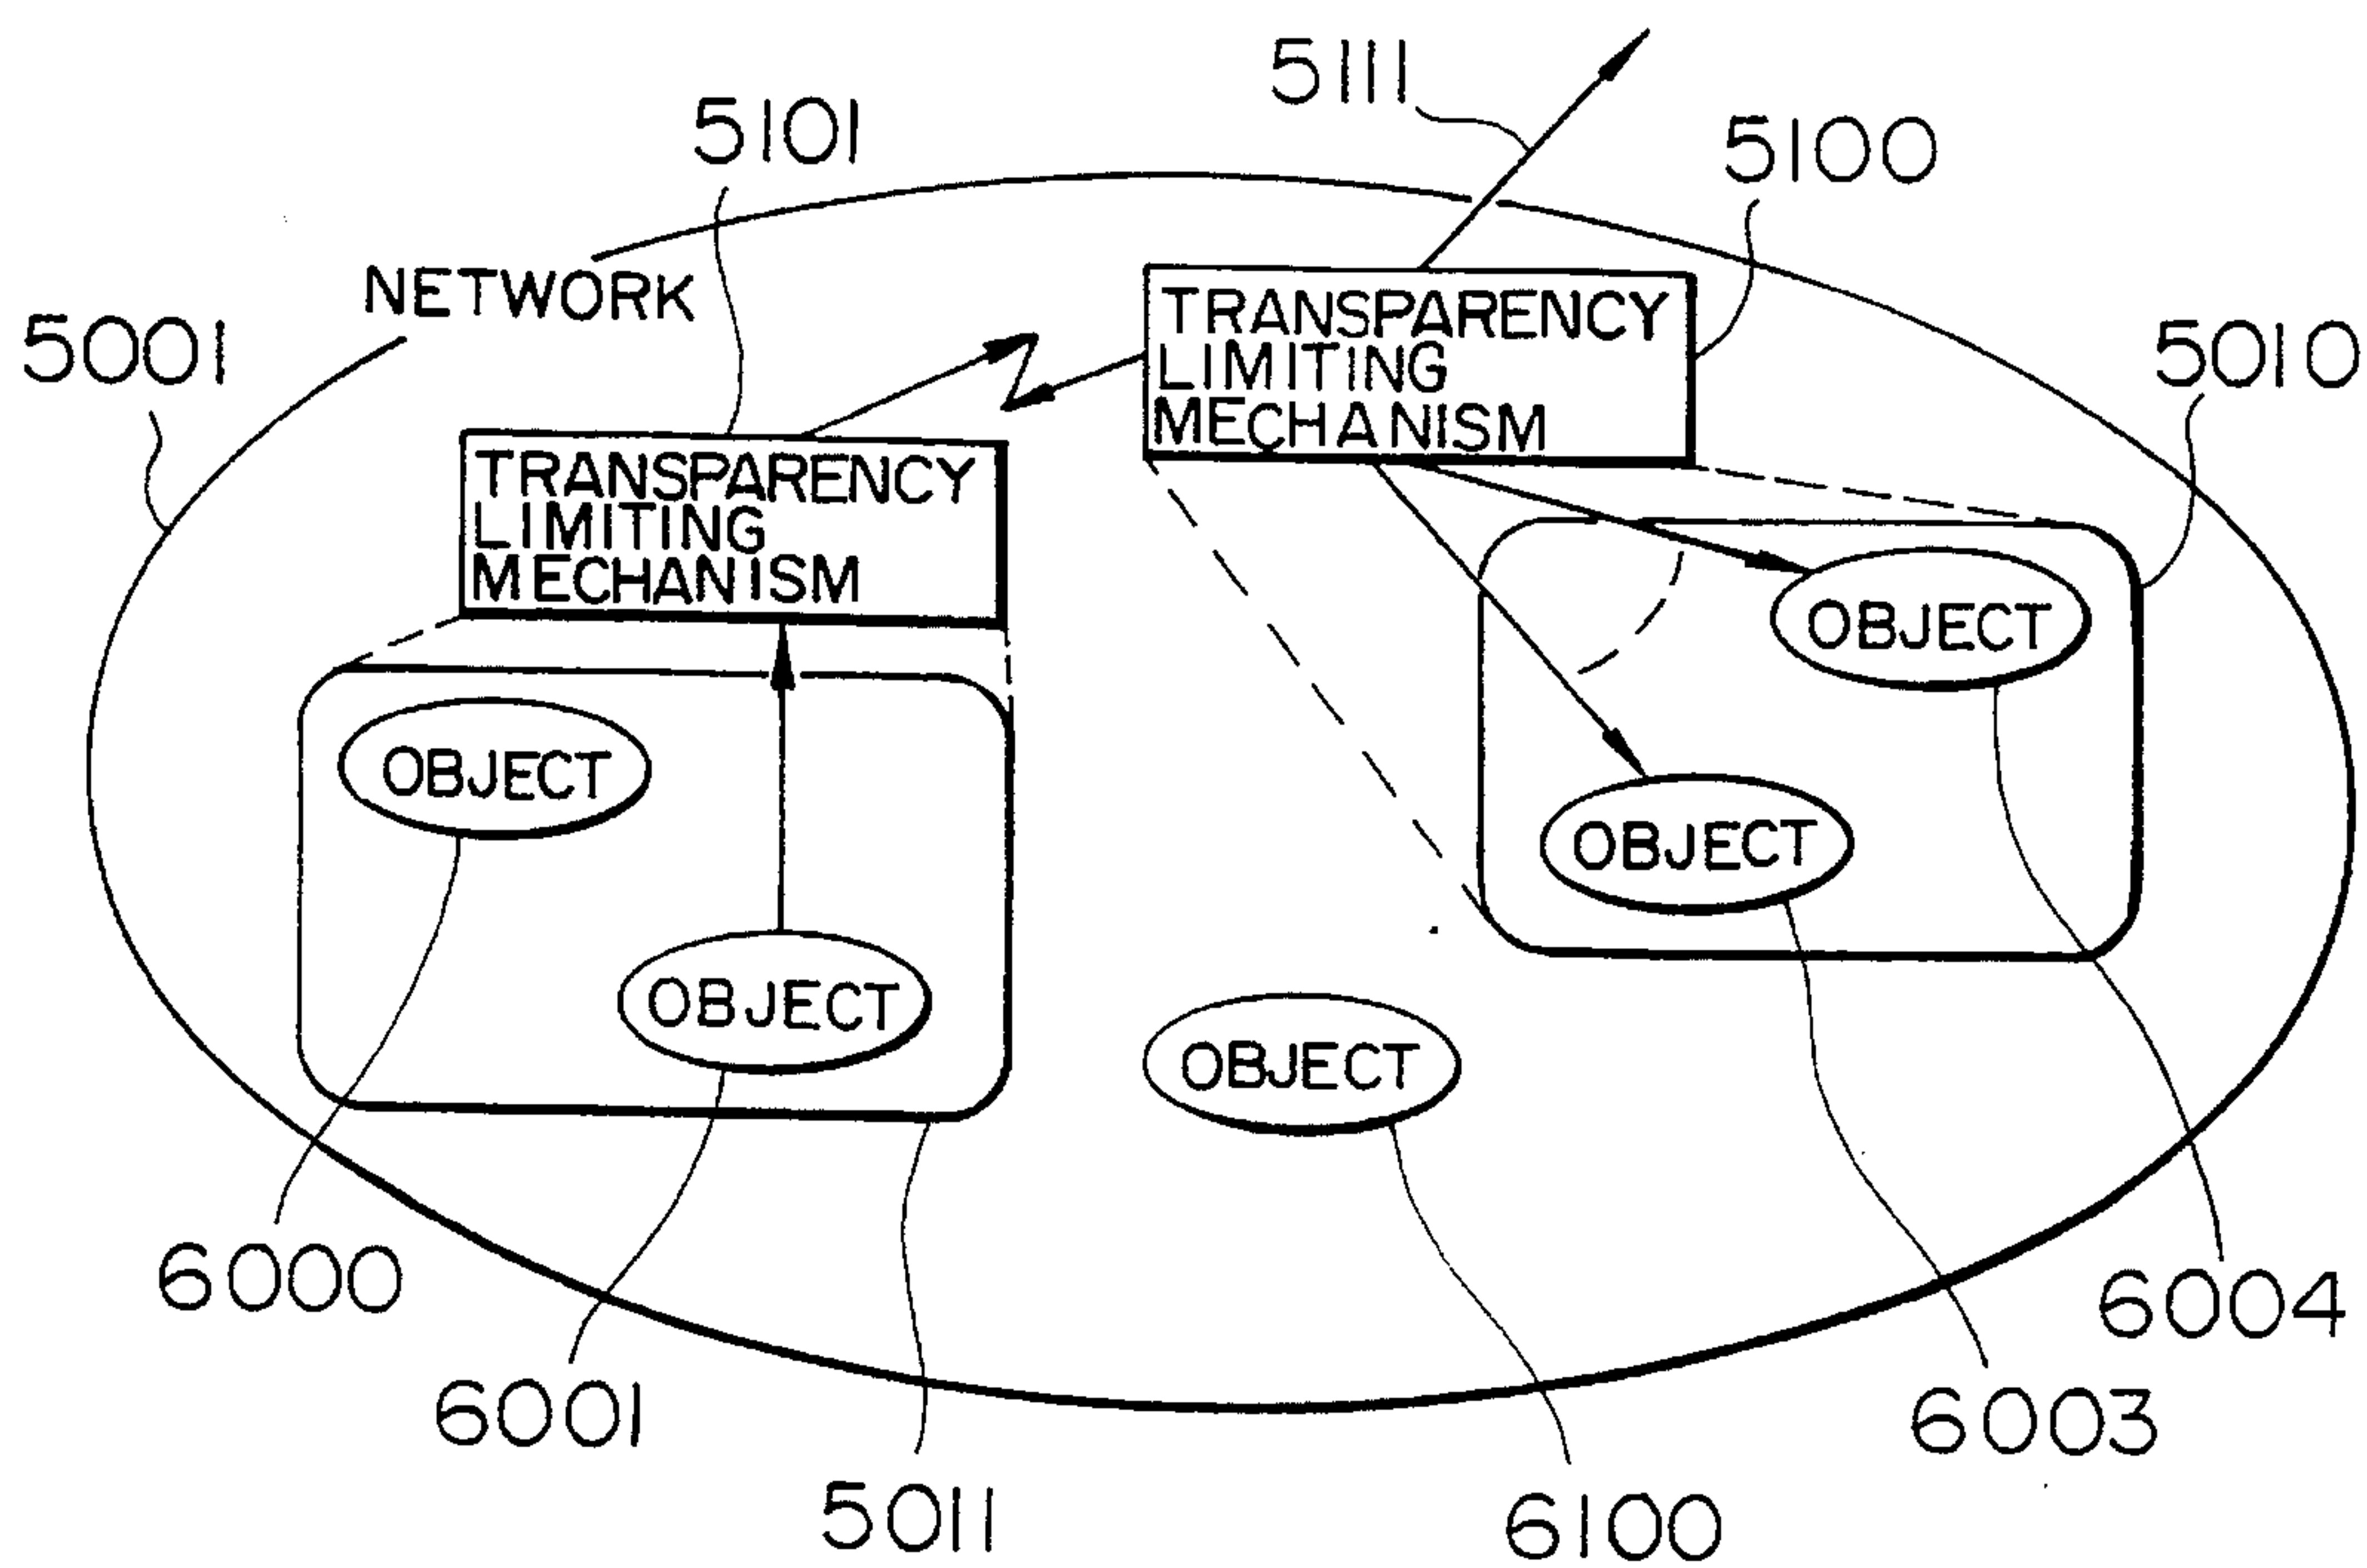 5111
5101
5100
NETWORK
5001
TRANSPARENCY
LIMITING
MECHANISM
5010
TRANSPARENCY
LIMITING
MECHANISM
OBJECT
OBJECT
OBJECT
OBJECT
OBJECT
6000
6004
6001
6003
5011
6100